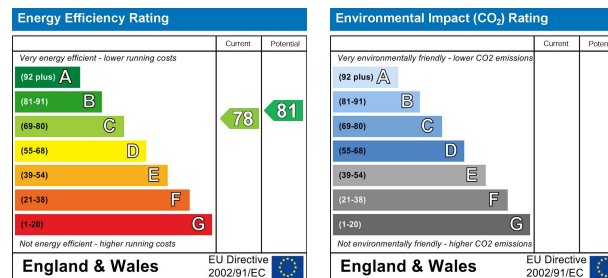 Energy Efficiency Rating
Current Potential
Very energy efficient - lower running costs
(92 plus) A
(81-91) B
(69-80) C
(55-68) D
(39-54) E
(21-38) F
(1-20) G
78
81
Not energy efficient - higher running costs
England & Wales
EU Directive
2002/91/EC
Environmental Impact (CO₂) Rating
Current Poten
Very environmentally friendly - lower CO2 emissions
(92 plus) A
(81-91) B
(69-80) C
(55-68) D
(39-54) E
(21-38) F
(1-20) G
Not environmentally friendly - higher CO2 emissions
England & Wales
EU Directive
2002/91/EC